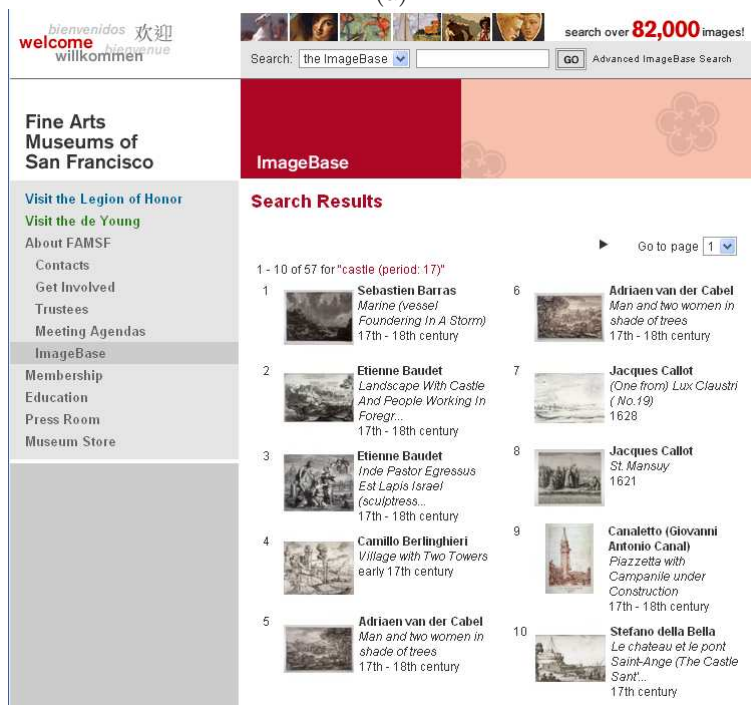 bienvenidos 欢迎
welcome bienvenue
willkommen
search over 82,000 images!
Search: the ImageBase GO Advanced ImageBase Search
Fine Arts
Museums of
San Francisco
ImageBase
Visit the Legion of Honor
Visit the de Young
About FAMSF
Contacts
Get Involved
Trustees
Meeting Agendas
ImageBase
Membership
Education
Press Room
Museum Store
Search Results
Go to page 1
1 - 10 of 57 for "castle (period: 17)"
1 Sebastien Barras
Marine (vessel
Foundering In A Storm)
17th - 18th century
2 Etienne Baudet
Landscape With Castle
And People Working In
Foregr...
17th - 18th century
3 Etienne Baudet
Inde Pastor Egressus
Est Lapis Israel
(sculptress...
17th - 18th century
4 Camillo Berlinghieri
Village with Two Towers
early 17th century
5 Adriaen van der Cabel
Man and two women in
shade of trees
17th - 18th century
6 Adriaen van der Cabel
Man and two women in
shade of trees
17th - 18th century
7 Jacques Callot
(One from) Lux Claustri
( No.19)
1628
8 Jacques Callot
St. Mansuy
1621
9 Canaletto (Giovanni
Antonio Canal)
Piazzetta with
Campanile under
Construction
17th - 18th century
10 Stefano della Bella
Le chateau et le pont
Saint-Ange (The Castle
Sant'...
17th century